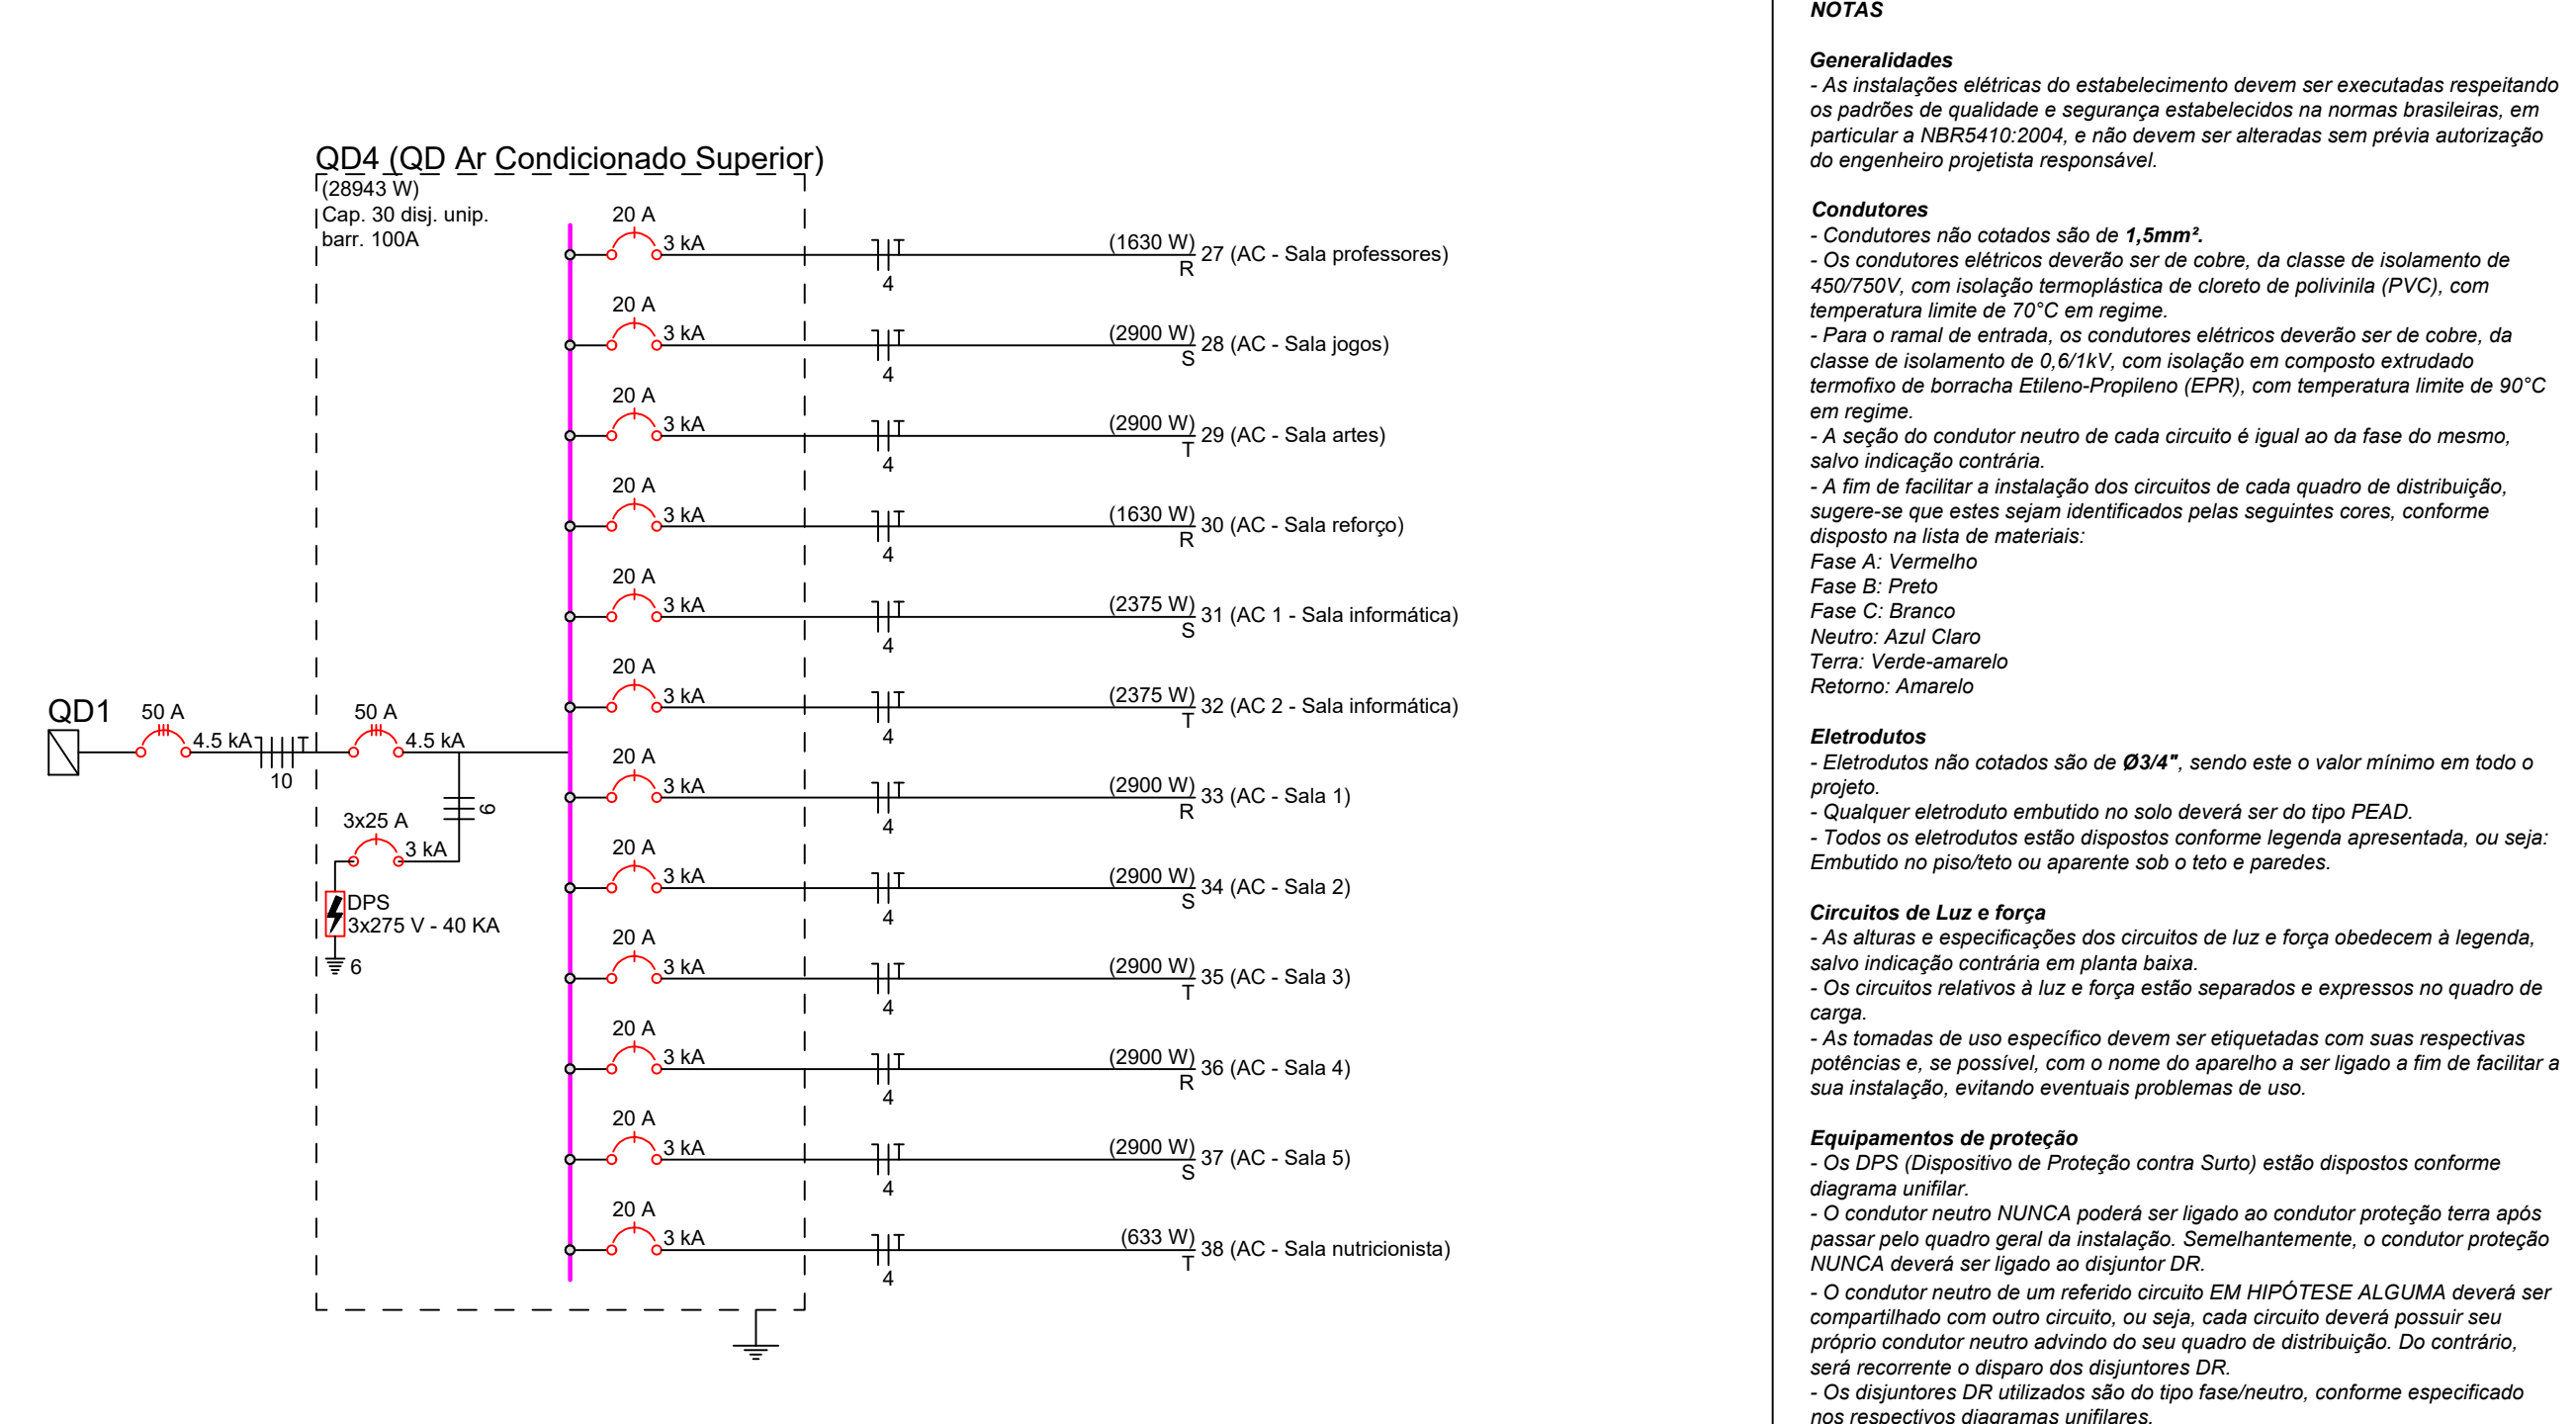 QD4 (QD Ar Condicionado Superior)
(28943 W)
Cap. 30 disj. unip.
barr. 100A
20 A
3 kA
4
(1630 W)
R
27 (AC - Sala professores)
20 A
3 kA
4
(2900 W)
S
28 (AC - Sala jogos)
20 A
3 kA
4
(2900 W)
T
29 (AC - Sala artes)
20 A
3 kA
4
(1630 W)
R
30 (AC - Sala reforço)
20 A
3 kA
4
(2375 W)
S
31 (AC 1 - Sala informática)
20 A
3 kA
4
(2375 W)
T
32 (AC 2 - Sala informática)
QD1
50 A
4.5 kA
T
10
50 A
4.5 kA
6
3x25 A
3 kA
DPS
3x275 V - 40 KA
6
20 A
3 kA
4
(2900 W)
R
33 (AC - Sala 1)
20 A
3 kA
4
(2900 W)
S
34 (AC - Sala 2)
20 A
3 kA
4
(2900 W)
T
35 (AC - Sala 3)
20 A
3 kA
4
(2900 W)
R
36 (AC - Sala 4)
20 A
3 kA
4
(2900 W)
S
37 (AC - Sala 5)
20 A
3 kA
4
(633 W)
T
38 (AC - Sala nutricionista)
NOTAS
Generalidades
- As instalações elétricas do estabelecimento devem ser executadas respeitando
os padrões de qualidade e segurança estabelecidos na normas brasileiras, em
particular a NBR5410:2004, e não devem ser alteradas sem prévia autorização
do engenheiro projetista responsável.
Condutores
- Condutores não cotados são de 1,5mm².
- Os condutores elétricos deverão ser de cobre, da classe de isolamento de
450/750V, com isolação termoplástica de cloreto de polivinila (PVC), com
temperatura limite de 70°C em regime.
- Para o ramal de entrada, os condutores elétricos deverão ser de cobre, da
classe de isolamento de 0,6/1kV, com isolação em composto extrudado
termofixo de borracha Etileno-Propileno (EPR), com temperatura limite de 90°C
em regime.
- A seção do condutor neutro de cada circuito é igual ao da fase do mesmo,
salvo indicação contrária.
- A fim de facilitar a instalação dos circuitos de cada quadro de distribuição,
sugere-se que estes sejam identificados pelas seguintes cores, conforme
disposto na lista de materiais:
Fase A: Vermelho
Fase B: Preto
Fase C: Branco
Neutro: Azul Claro
Terra: Verde-amarelo
Retorno: Amarelo
Eletrodutos
- Eletrodutos não cotados são de Ø3/4", sendo este o valor mínimo em todo o
projeto.
- Qualquer eletroduto embutido no solo deverá ser do tipo PEAD.
- Todos os eletrodutos estão dispostos conforme legenda apresentada, ou seja:
Embutido no piso/teto ou aparente sob o teto e paredes.
Circuitos de Luz e força
- As alturas e especificações dos circuitos de luz e força obedecem à legenda,
salvo indicação contrária em planta baixa.
- Os circuitos relativos à luz e força estão separados e expressos no quadro de
carga.
- As tomadas de uso específico devem ser etiquetadas com suas respectivas
potências e, se possível, com o nome do aparelho a ser ligado a fim de facilitar a
sua instalação, evitando eventuais problemas de uso.
Equipamentos de proteção
- Os DPS (Dispositivo de Proteção contra Surto) estão dispostos conforme
diagrama unifilar.
- O condutor neutro NUNCA poderá ser ligado ao condutor proteção terra após
passar pelo quadro geral da instalação. Semelhantemente, o condutor proteção
NUNCA deverá ser ligado ao disjuntor DR.
- O condutor neutro de um referido circuito EM HIPÓTESE ALGUMA deverá ser
compartilhado com outro circuito, ou seja, cada circuito deverá possuir seu
próprio condutor neutro advindo do seu quadro de distribuição. Do contrário,
será recorrente o disparo dos disjuntores DR.
- Os disjuntores DR utilizados são do tipo fase/neutro, conforme especificado
nos respectivos diagramas unifilares.